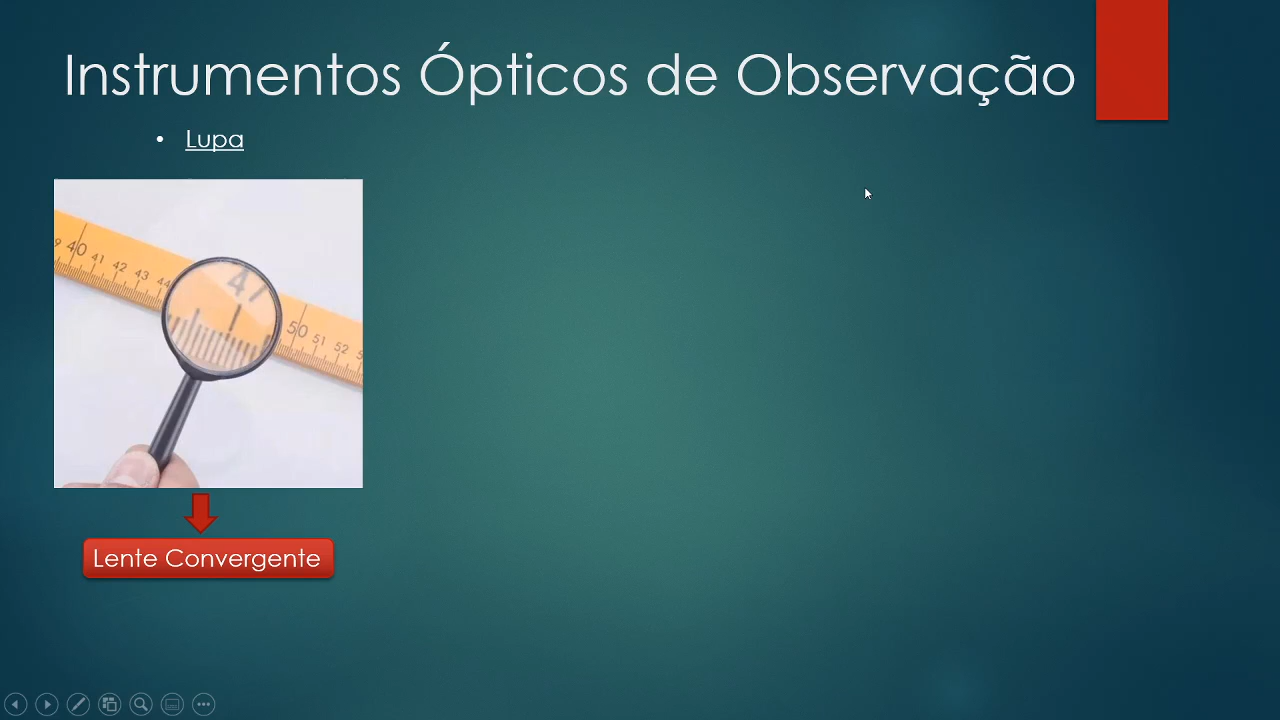 Instrumentos Ópticos de Observação
• Lupa
40 41 42 43 44
47
50 51 52
Lente Convergente